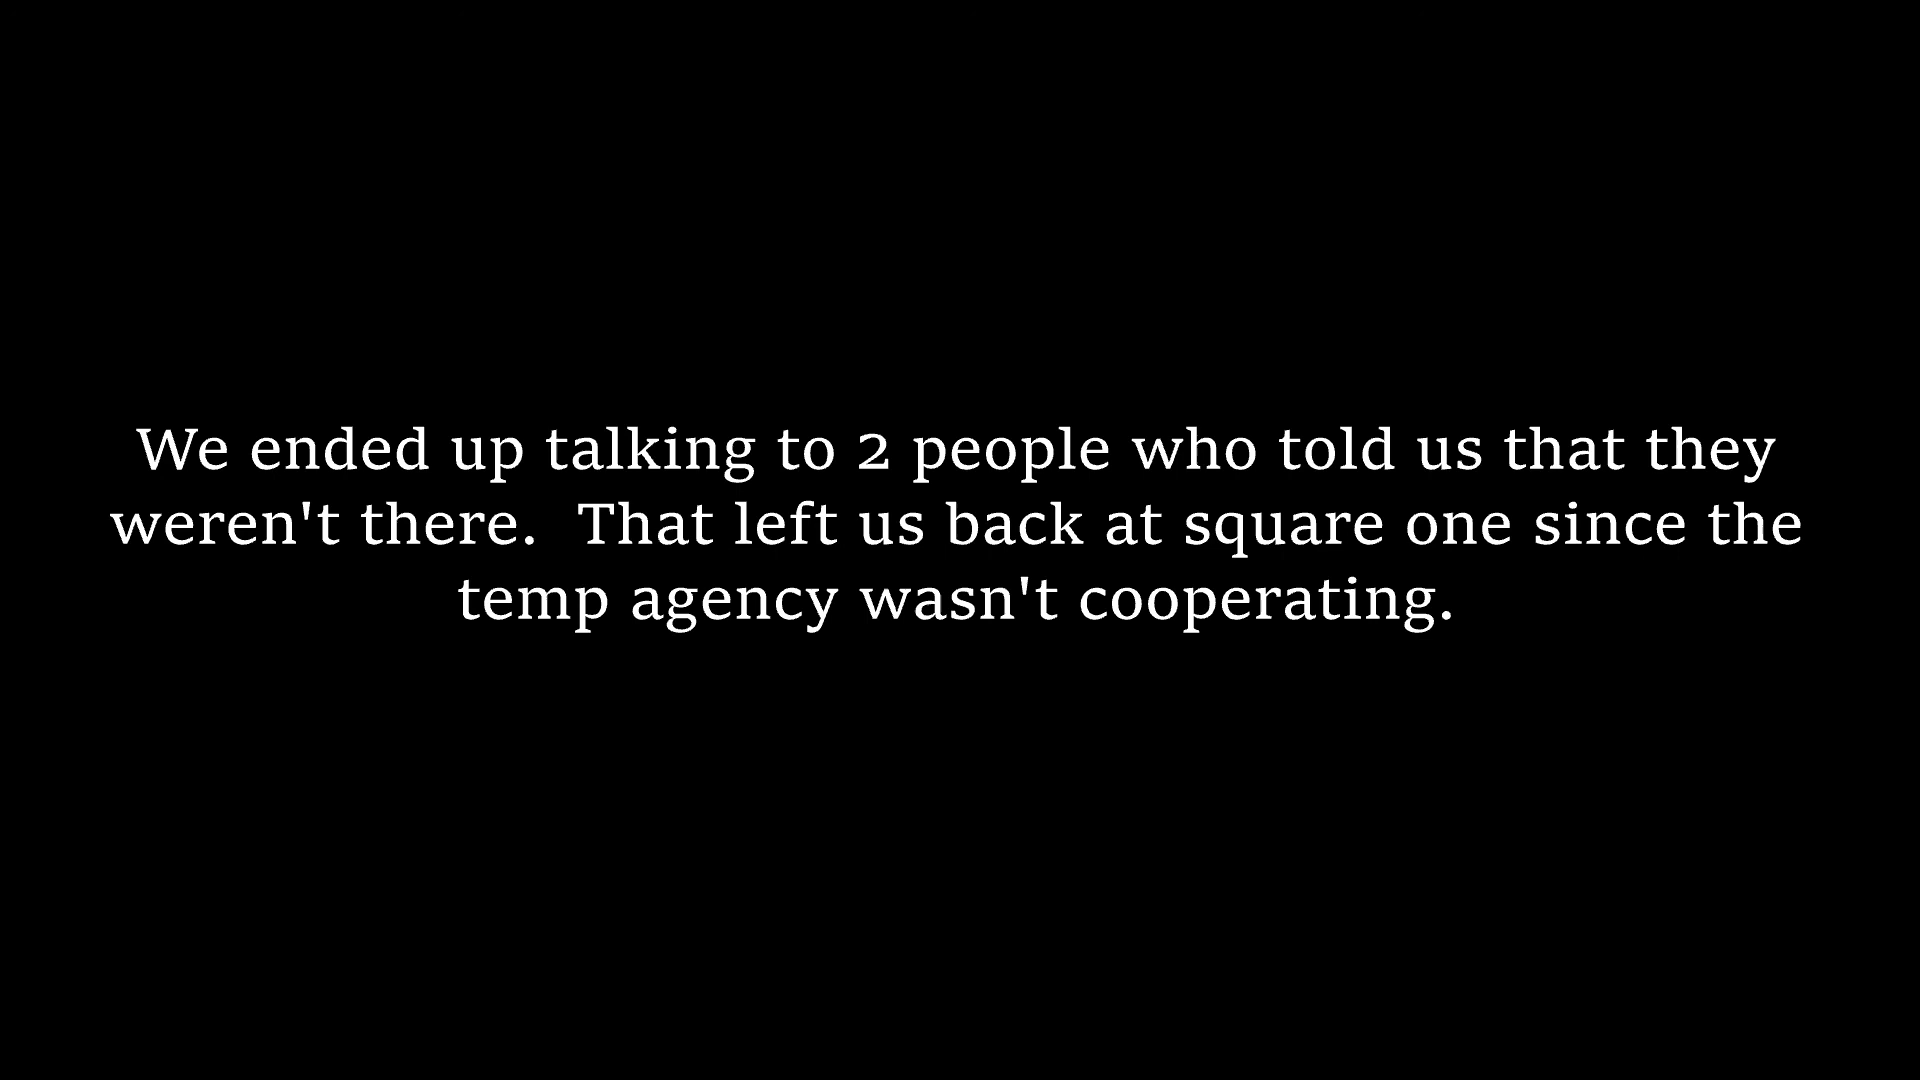 We ended up talking to 2 people who told us that they
weren't there.  That left us back at square one since the
temp agency wasn't cooperating.